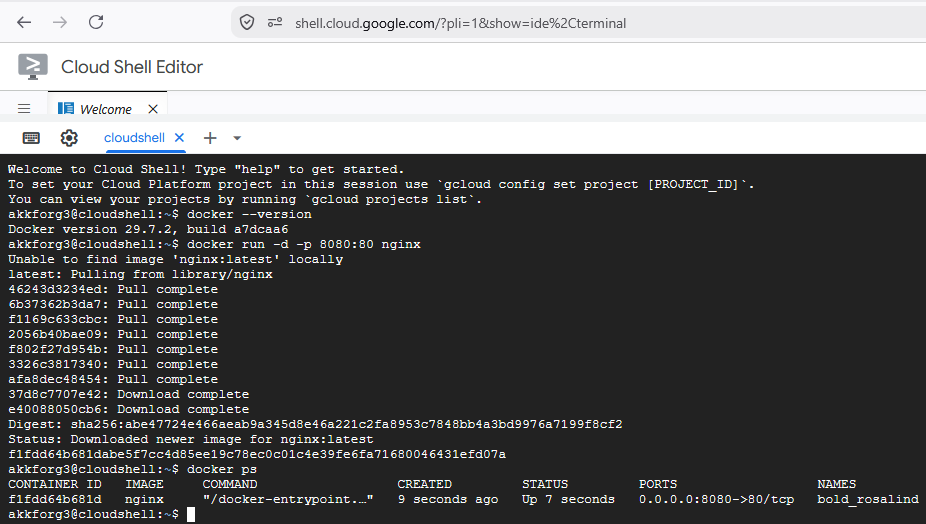 shell.cloud.google.com/?pli=1&show=ide%2Cterminal
Cloud Shell Editor
Welcome
cloudshell
Welcome to Cloud Shell! Type "help" to get started.
To set your Cloud Platform project in this session use `gcloud config set project [PROJECT_ID]`.
You can view your projects by running `gcloud projects list`.
akkforg3@cloudshell:~$ docker --version
Docker version 29.7.2, build a7dcaa6
akkforg3@cloudshell:~$ docker run -d -p 8080:80 nginx
Unable to find image 'nginx:latest' locally
latest: Pulling from library/nginx
46243d3234ed: Pull complete
6b37362b3da7: Pull complete
f1169c633cbc: Pull complete
2056b40bae09: Pull complete
f802f27d954b: Pull complete
3326c3817340: Pull complete
afa8dec48454: Pull complete
37d8c7707e42: Download complete
e40088050cb6: Download complete
Digest: sha256:abe47724e466aeab9a345d8e46a221c2fa8953c7848bb4a3bd9976a7199f8cf2
Status: Downloaded newer image for nginx:latest
f1fdd64b681dabe5f7cc4d85ee19c78ec0c01c4e39fe6fa71680046431efd07a
akkforg3@cloudshell:~$ docker ps
CONTAINER ID   IMAGE     COMMAND                  CREATED         STATUS         PORTS                  NAMES
f1fdd64b681d   nginx     "/docker-entrypoint.…"   9 seconds ago   Up 7 seconds   0.0.0.0:8080->80/tcp   bold_rosalind
akkforg3@cloudshell:~$